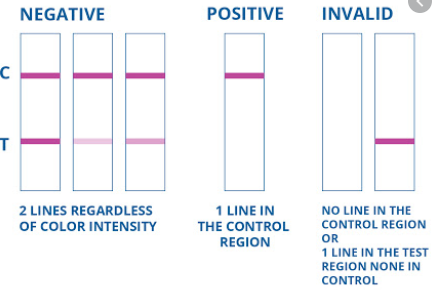 NEGATIVE
POSITIVE
INVALID
C
T
2 LINES REGARDLESS
OF COLOR INTENSITY
1 LINE IN
THE CONTROL
REGION
NO LINE IN THE
CONTROL REGION
OR
1 LINE IN THE TEST
REGION NONE IN
CONTROL